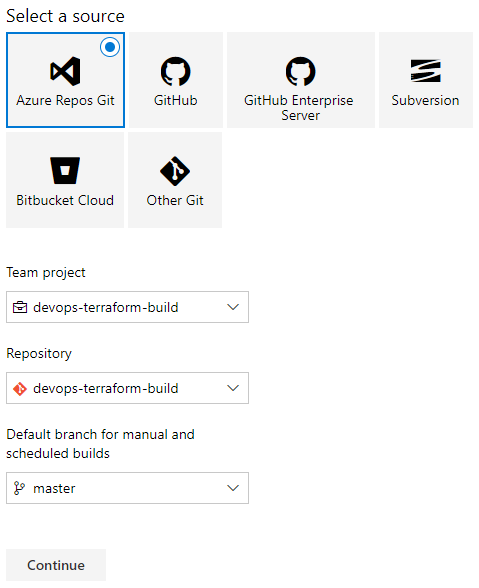 Select a source
Azure Repos Git
GitHub
GitHub Enterprise
Server
Subversion
Bitbucket Cloud
Other Git
Team project
devops-terraform-build
Repository
devops-terraform-build
Default branch for manual and
scheduled builds
master
Continue